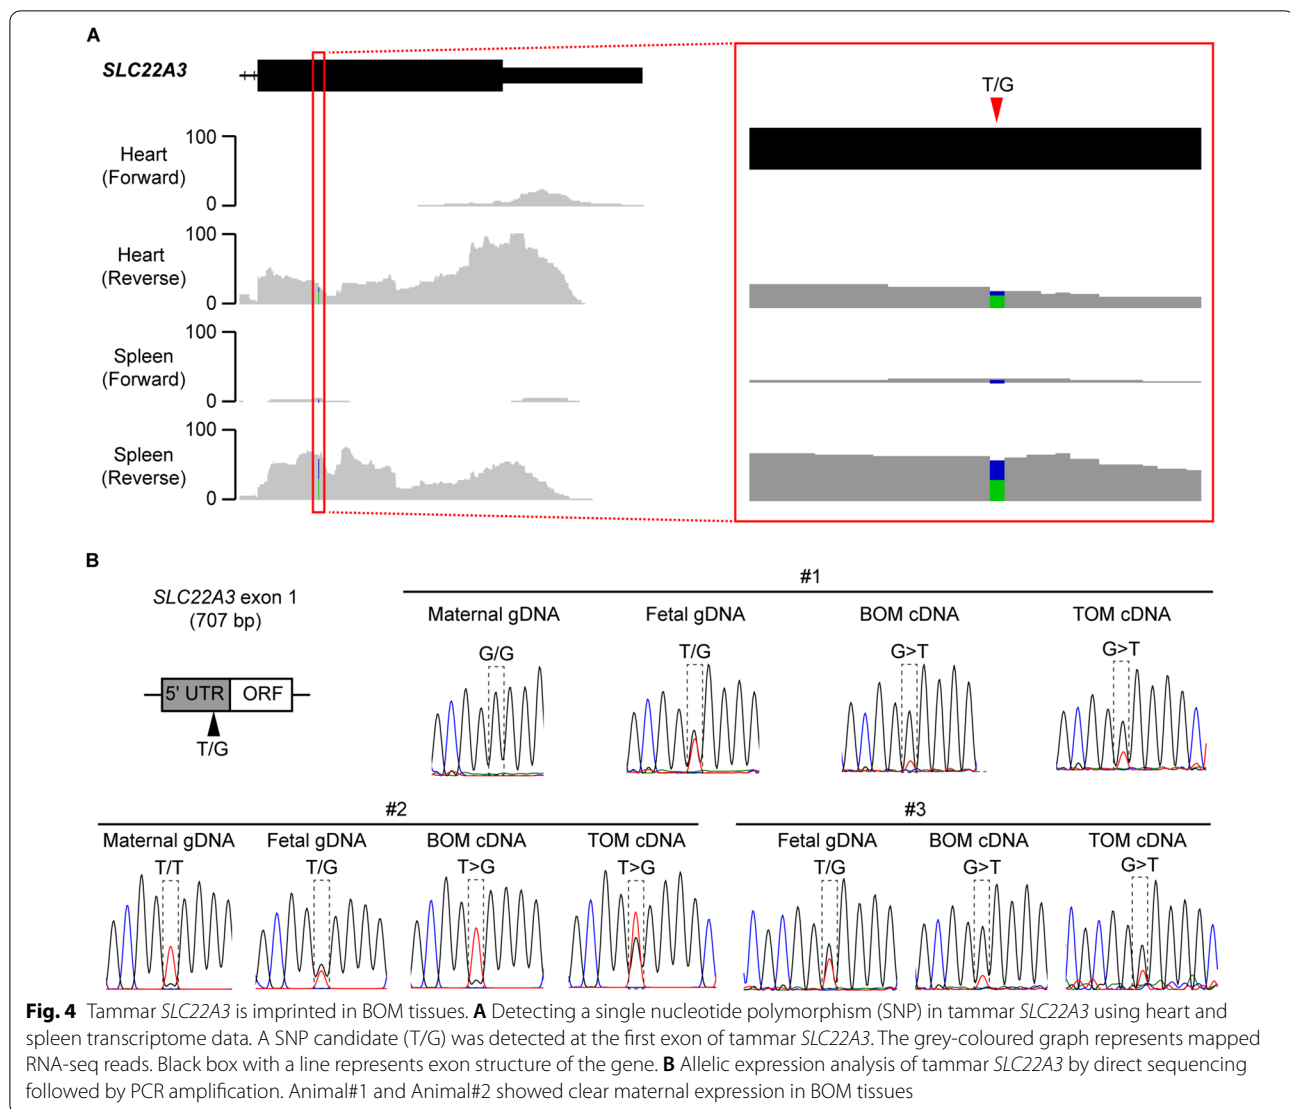 A
SLC22A3
T/G
100
Heart
(Forward)
0
100
Heart
(Reverse)
0
100
Spleen
(Forward)
0
100
Spleen
(Reverse)
0
B
SLC22A3 exon 1
(707 bp)
5' UTR ORF
T/G
#1
Maternal gDNA Fetal gDNA BOM cDNA TOM cDNA
G/G T/G G>T G>T
#2
Maternal gDNA Fetal gDNA BOM cDNA TOM cDNA
T/T T/G T>G T>G
#3
Fetal gDNA BOM cDNA TOM cDNA
T/G G>T G>T
Fig. 4 Tammar SLC22A3 is imprinted in BOM tissues. A Detecting a single nucleotide polymorphism (SNP) in tammar SLC22A3 using heart and
spleen transcriptome data. A SNP candidate (T/G) was detected at the first exon of tammar SLC22A3. The grey-coloured graph represents mapped
RNA-seq reads. Black box with a line represents exon structure of the gene. B Allelic expression analysis of tammar SLC22A3 by direct sequencing
followed by PCR amplification. Animal#1 and Animal#2 showed clear maternal expression in BOM tissues